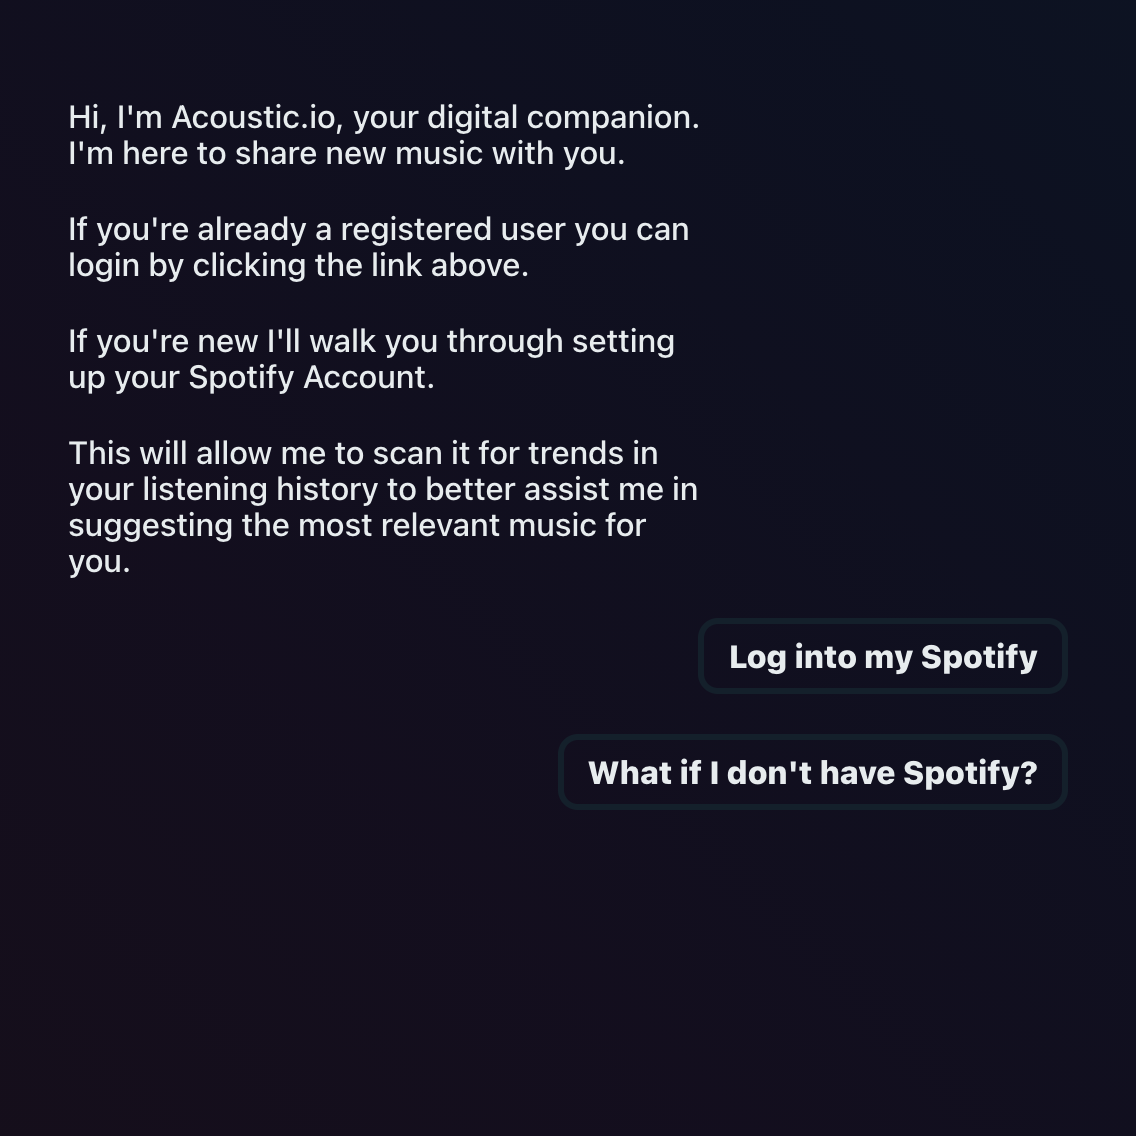 Hi, I'm Acoustic.io, your digital companion.
I'm here to share new music with you.
If you're already a registered user you can
login by clicking the link above.
If you're new I'll walk you through setting
up your Spotify Account.
This will allow me to scan it for trends in
your listening history to better assist me in
suggesting the most relevant music for
you.
Log into my Spotify
What if I don't have Spotify?